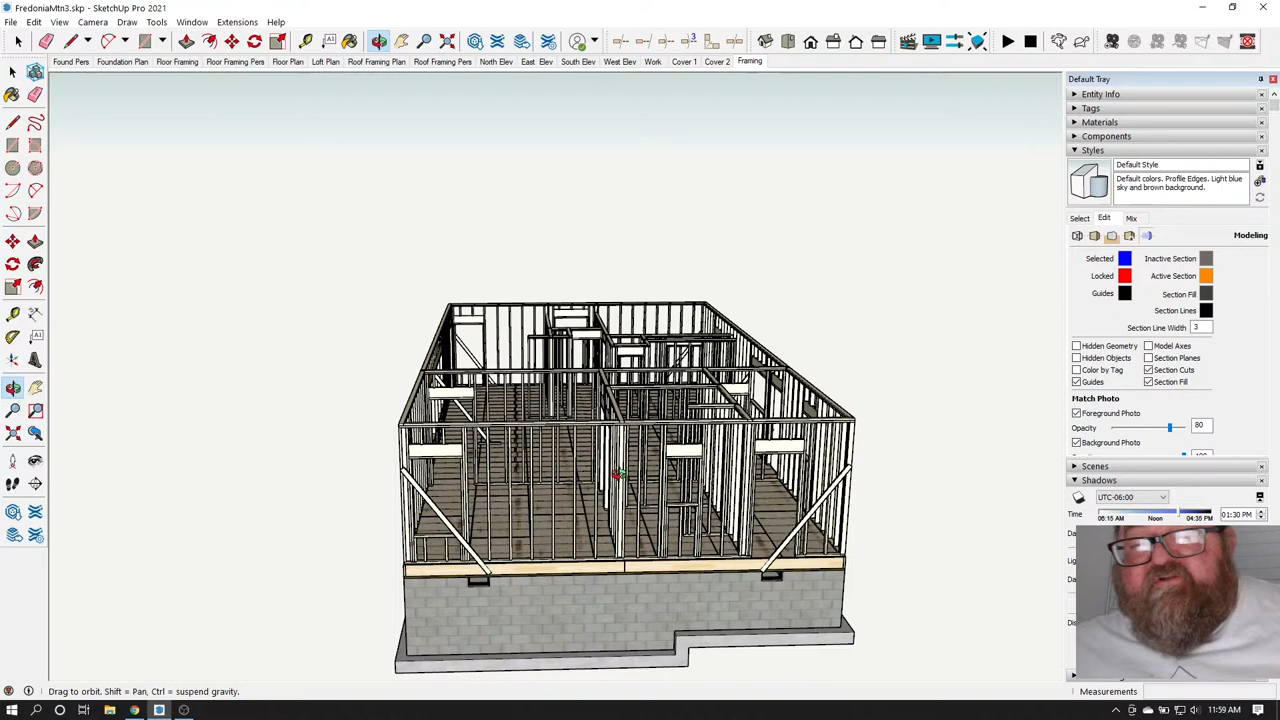 FredoniaMtn3.skp - SketchUp Pro 2021
File Edit View Camera Draw Tools Window Extensions Help
Found Pers Foundation Plan Floor Framing Floor Framing Pers Floor Plan Loft Plan Roof Framing Plan Roof Framing Pers North Elev East Elev South Elev West Elev Work Cover 1 Cover 2 Framing
Default Tray
Entity Info
Tags
Materials
Components
Styles
Default Style
Default colors. Profile Edges. Light blue
sky and brown background.
Select Edit Mix
Modeling
Selected Inactive Section
Locked Active Section
Guides Section Fill
Section Lines
Section Line Width 3
Hidden Geometry Model Axes
Hidden Objects Section Planes
Color by Tag Section Cuts
Guides Section Fill
Match Photo
Foreground Photo
Opacity 80
Background Photo
Scenes
Shadows
UTC-06:00
Time 06:15 AM Noon 04:35 PM 01:30 PM
Drag to orbit. Shift = Pan, Ctrl = suspend gravity.
Measurements
11:59 AM